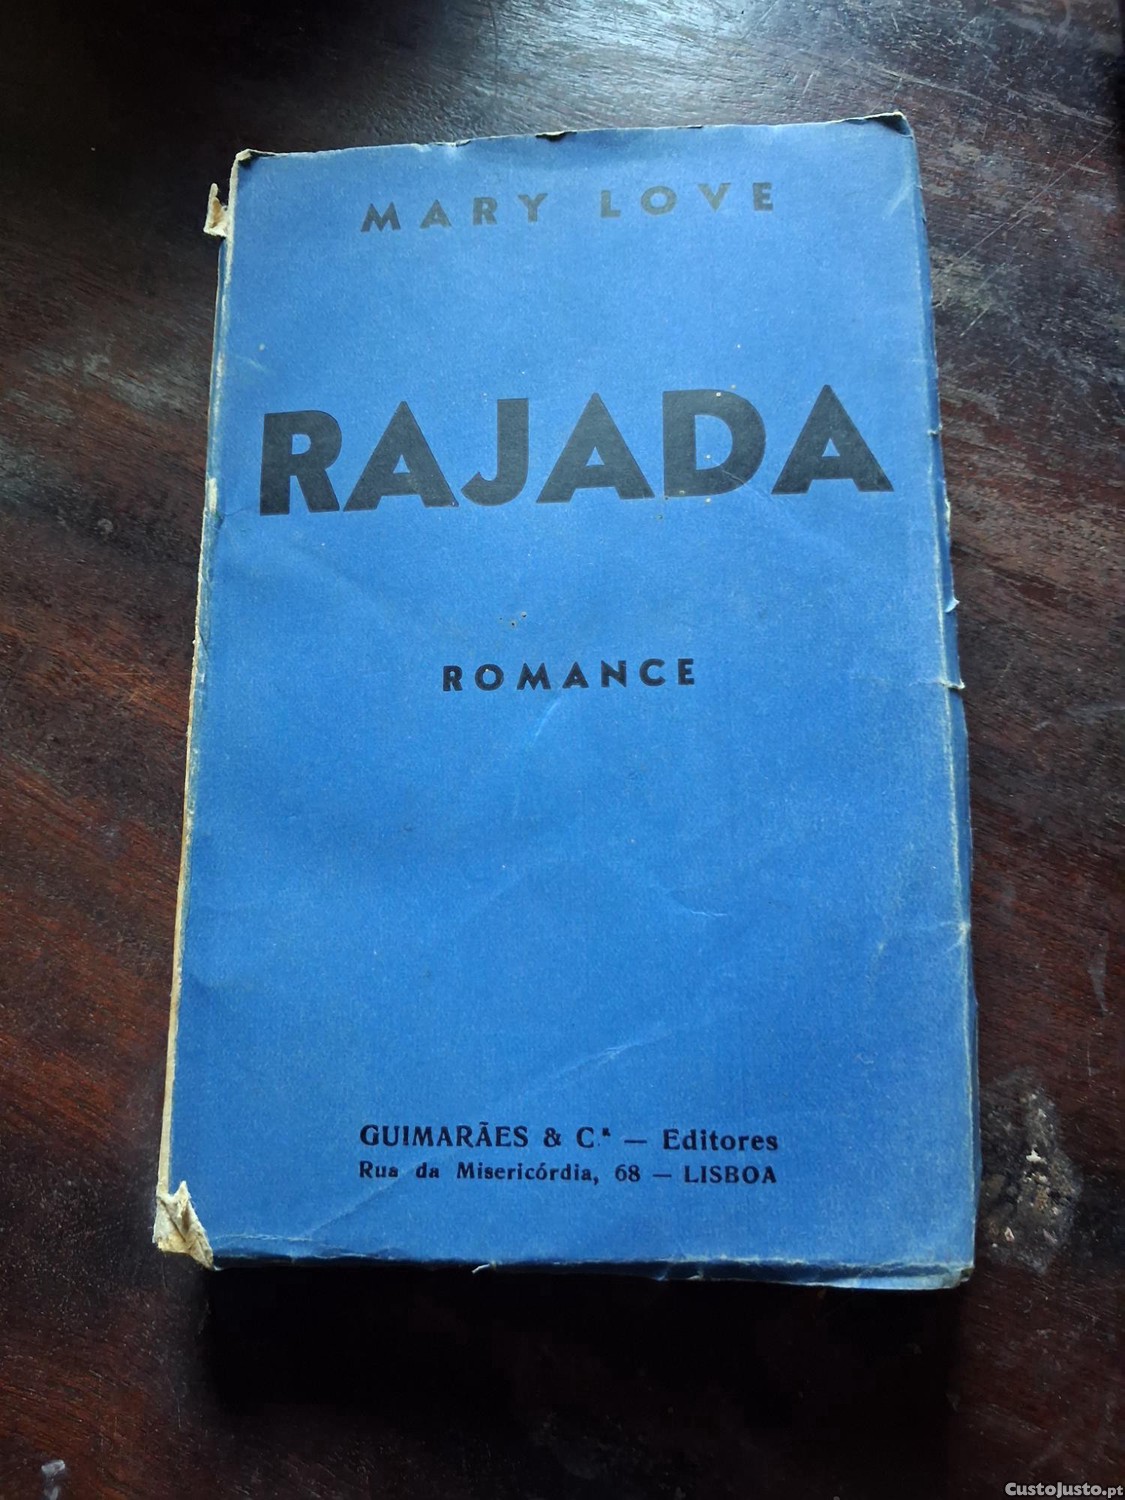 MARY LOVE
RAJADA
ROMANCE
GUIMARÃES & C.ª — Editores
Rua da Misericórdia, 68 — LISBOA
CustoJusto.pt